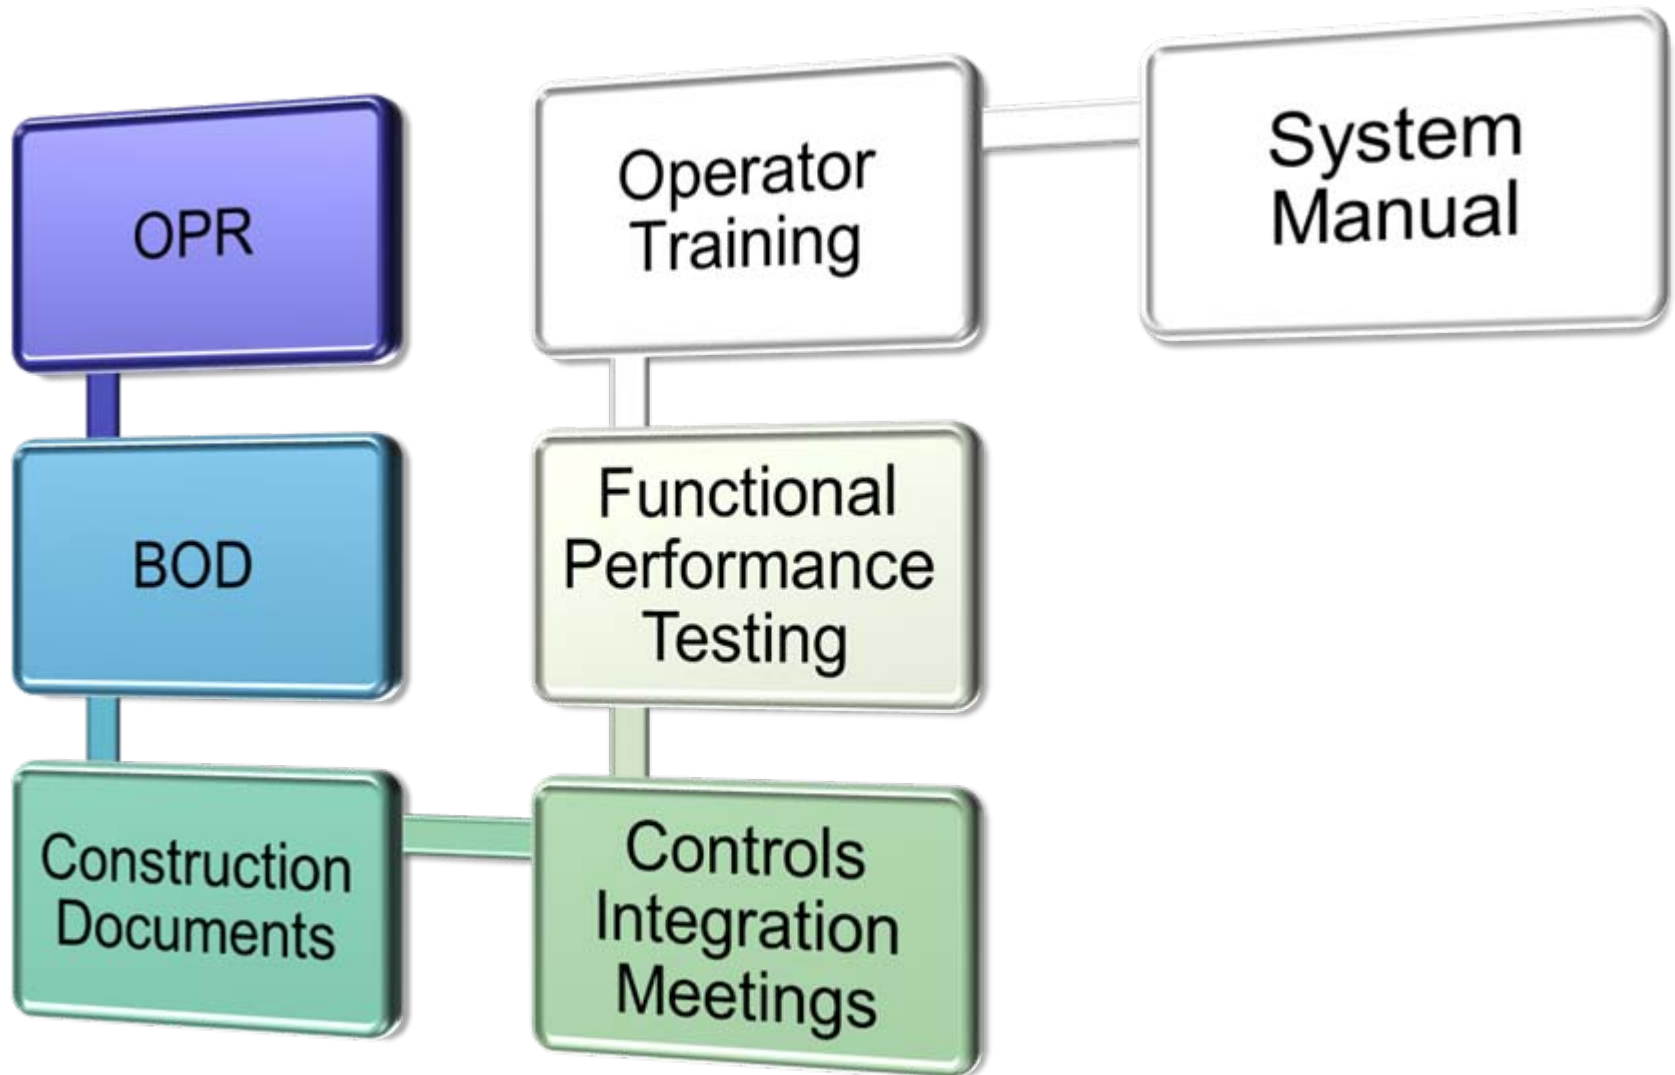 OPR
BOD
Construction
Documents
Controls
Integration
Meetings
Functional
Performance
Testing
Operator
Training
System
Manual